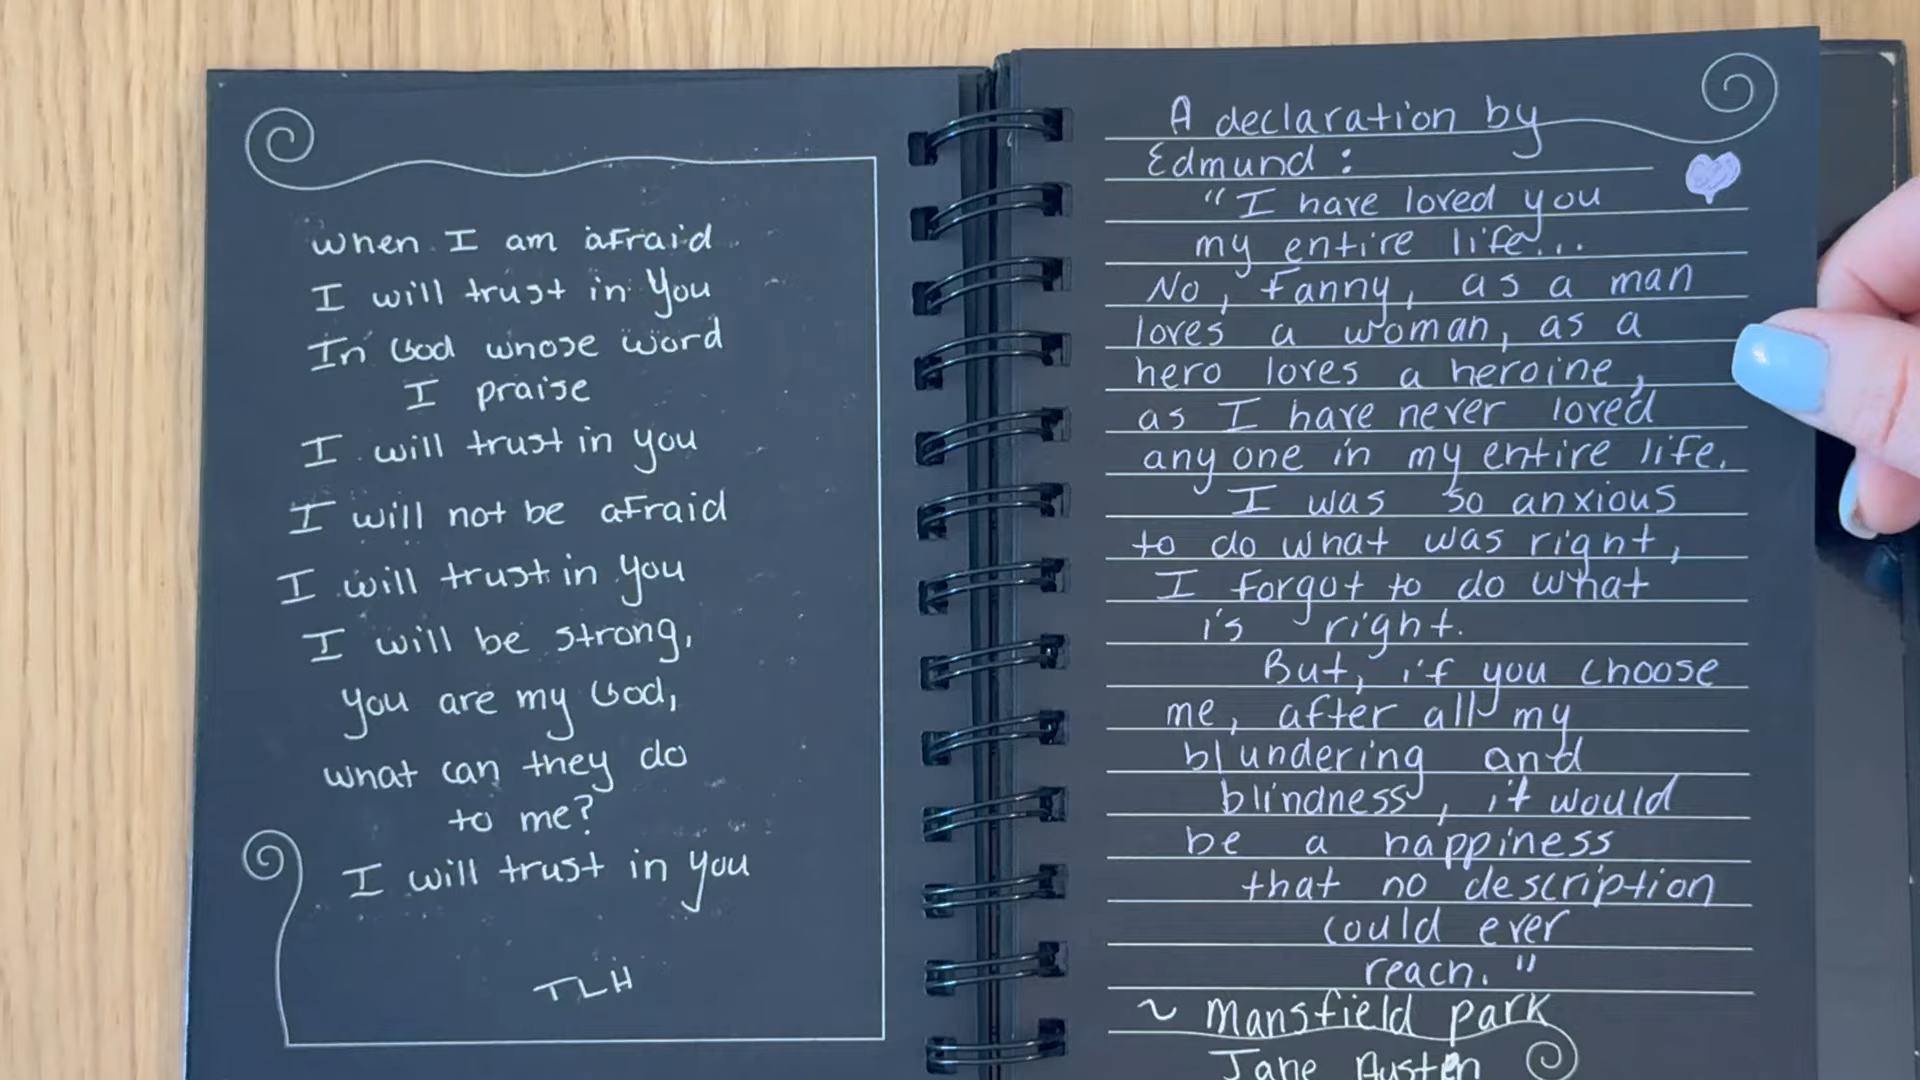 when I am afraid
I will trust in You
In God whose word
I praise
I will trust in you
I will not be afraid
I will trust in you
I will be strong,
you are my God,
what can they do
to me?
I will trust in you
TLH
A declaration by
Edmund :
"I have loved you
my entire life...
No, Fanny, as a man
loves a woman, as a
hero loves a heroine,
as I have never loved
anyone in my entire life.
I was so anxious
to do what was right,
I forgot to do what
is right.
But, if you choose
me, after all my
blundering and
blindness, it would
be a happiness
that no description
could ever
reach."
~ Mansfield park
Jane Austen